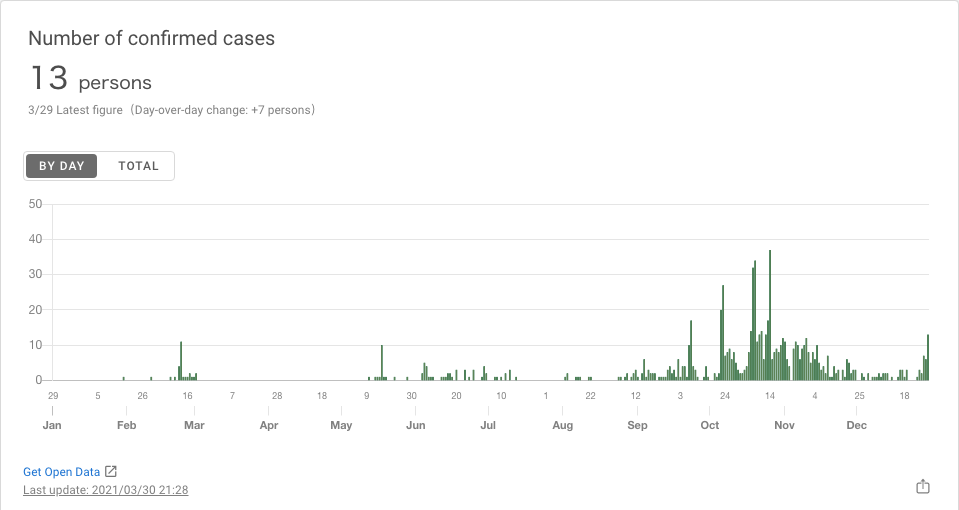 Number of confirmed cases
13 persons
3/29 Latest figure（Day-over-day change: +7 persons）
BY DAY TOTAL
50
40
30
20
10
0
29 5 26 16 7 28 18 9 30 20 10 1 22 12 3 24 14 4 25 18
Jan Feb Mar Apr May Jun Jul Aug Sep Oct Nov Dec
Get Open Data
Last update: 2021/03/30 21:28